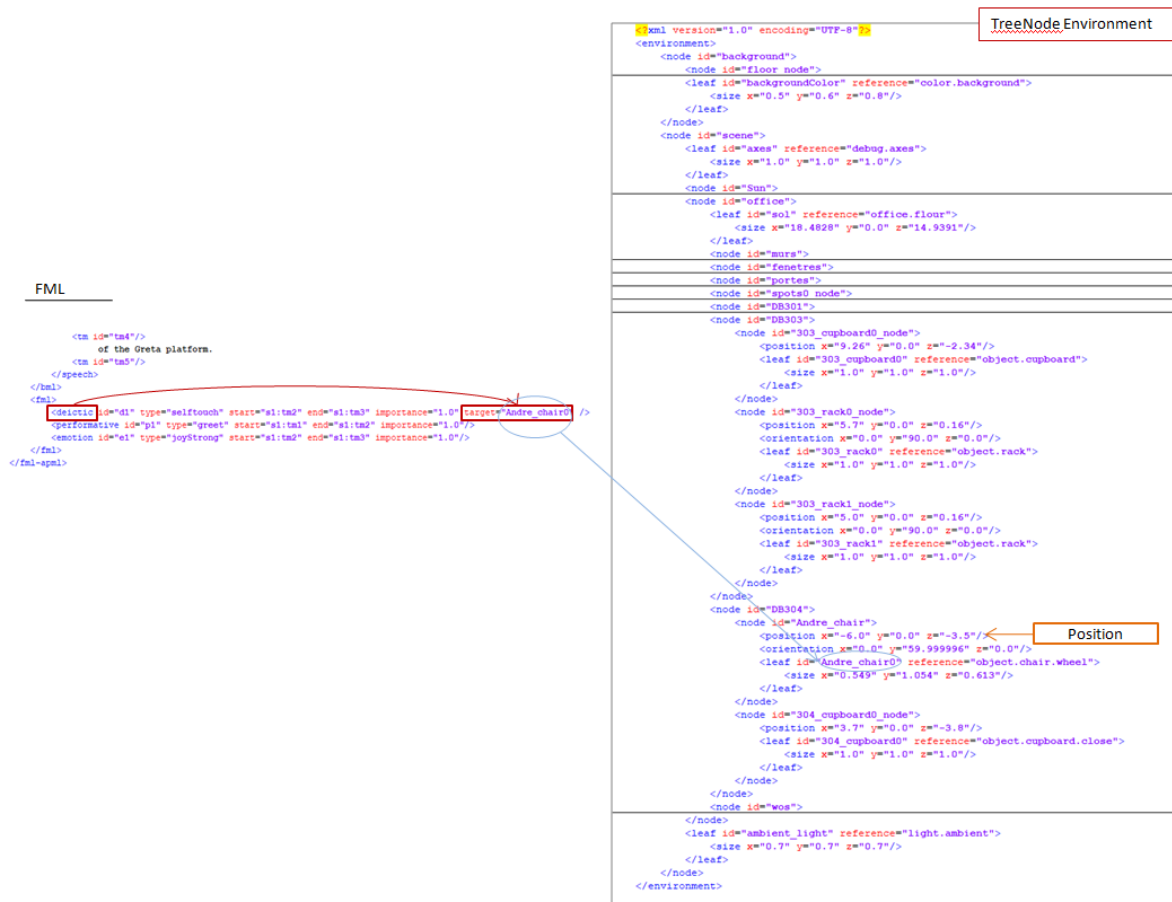 FML
<tm id="tm4"/>
of the Greta platform.
<tm id="tm5"/>
</speech>
</bml>
<fml>
<deictic id="d1" type="selftouch" start="s1:tm2" end="s1:tm3" importance="1.0" target="Andre_chair0" />
<performative id="p1" type="greet" start="s1:tm1" end="s1:tm2" importance="1.0"/>
<emotion id="e1" type="joyStrong" start="s1:tm2" end="s1:tm3" importance="1.0"/>
</fml>
</fml-apml>
TreeNode Environment
<?xml version="1.0" encoding="UTF-8"?>
<environment>
<node id="background">
<node id="floor node">
<leaf id="backgroundColor" reference="color.background">
<size x="0.5" y="0.6" z="0.8"/>
</leaf>
</node>
<node id="scene">
<leaf id="axes" reference="debug.axes">
<size x="1.0" y="1.0" z="1.0"/>
</leaf>
<node id="Sun">
<node id="office">
<leaf id="sol" reference="office.flour">
<size x="18.4828" y="0.0" z="14.9391"/>
</leaf>
<node id="murs">
<node id="fenetres">
<node id="portes">
<node id="spots0 node">
<node id="DB301">
<node id="DB303">
<node id="303_cupboard0_node">
<position x="9.26" y="0.0" z="-2.34"/>
<leaf id="303_cupboard0" reference="object.cupboard">
<size x="1.0" y="1.0" z="1.0"/>
</leaf>
</node>
<node id="303_rack0_node">
<position x="5.7" y="0.0" z="0.16"/>
<orientation x="0.0" y="90.0" z="0.0"/>
<leaf id="303_rack0" reference="object.rack">
<size x="1.0" y="1.0" z="1.0"/>
</leaf>
</node>
<node id="303_rack1_node">
<position x="5.0" y="0.0" z="0.16"/>
<orientation x="0.0" y="90.0" z="0.0"/>
<leaf id="303_rack1" reference="object.rack">
<size x="1.0" y="1.0" z="1.0"/>
</leaf>
</node>
</node>
<node id="DB304">
<node id="Andre_chair">
<position x="-6.0" y="0.0" z="-3.5"/>
Position
<orientation x="0.0" y="59.999996" z="0.0"/>
<leaf id="Andre_chair0" reference="object.chair.wheel">
<size x="0.549" y="1.054" z="0.613"/>
</leaf>
</node>
<node id="304_cupboard0_node">
<position x="3.7" y="0.0" z="-3.8"/>
<leaf id="304_cupboard0" reference="object.cupboard.close">
<size x="1.0" y="1.0" z="1.0"/>
</leaf>
</node>
</node>
<node id="wos">
</node>
<leaf id="ambient_light" reference="light.ambient">
<size x="0.7" y="0.7" z="0.7"/>
</leaf>
</node>
</environment>